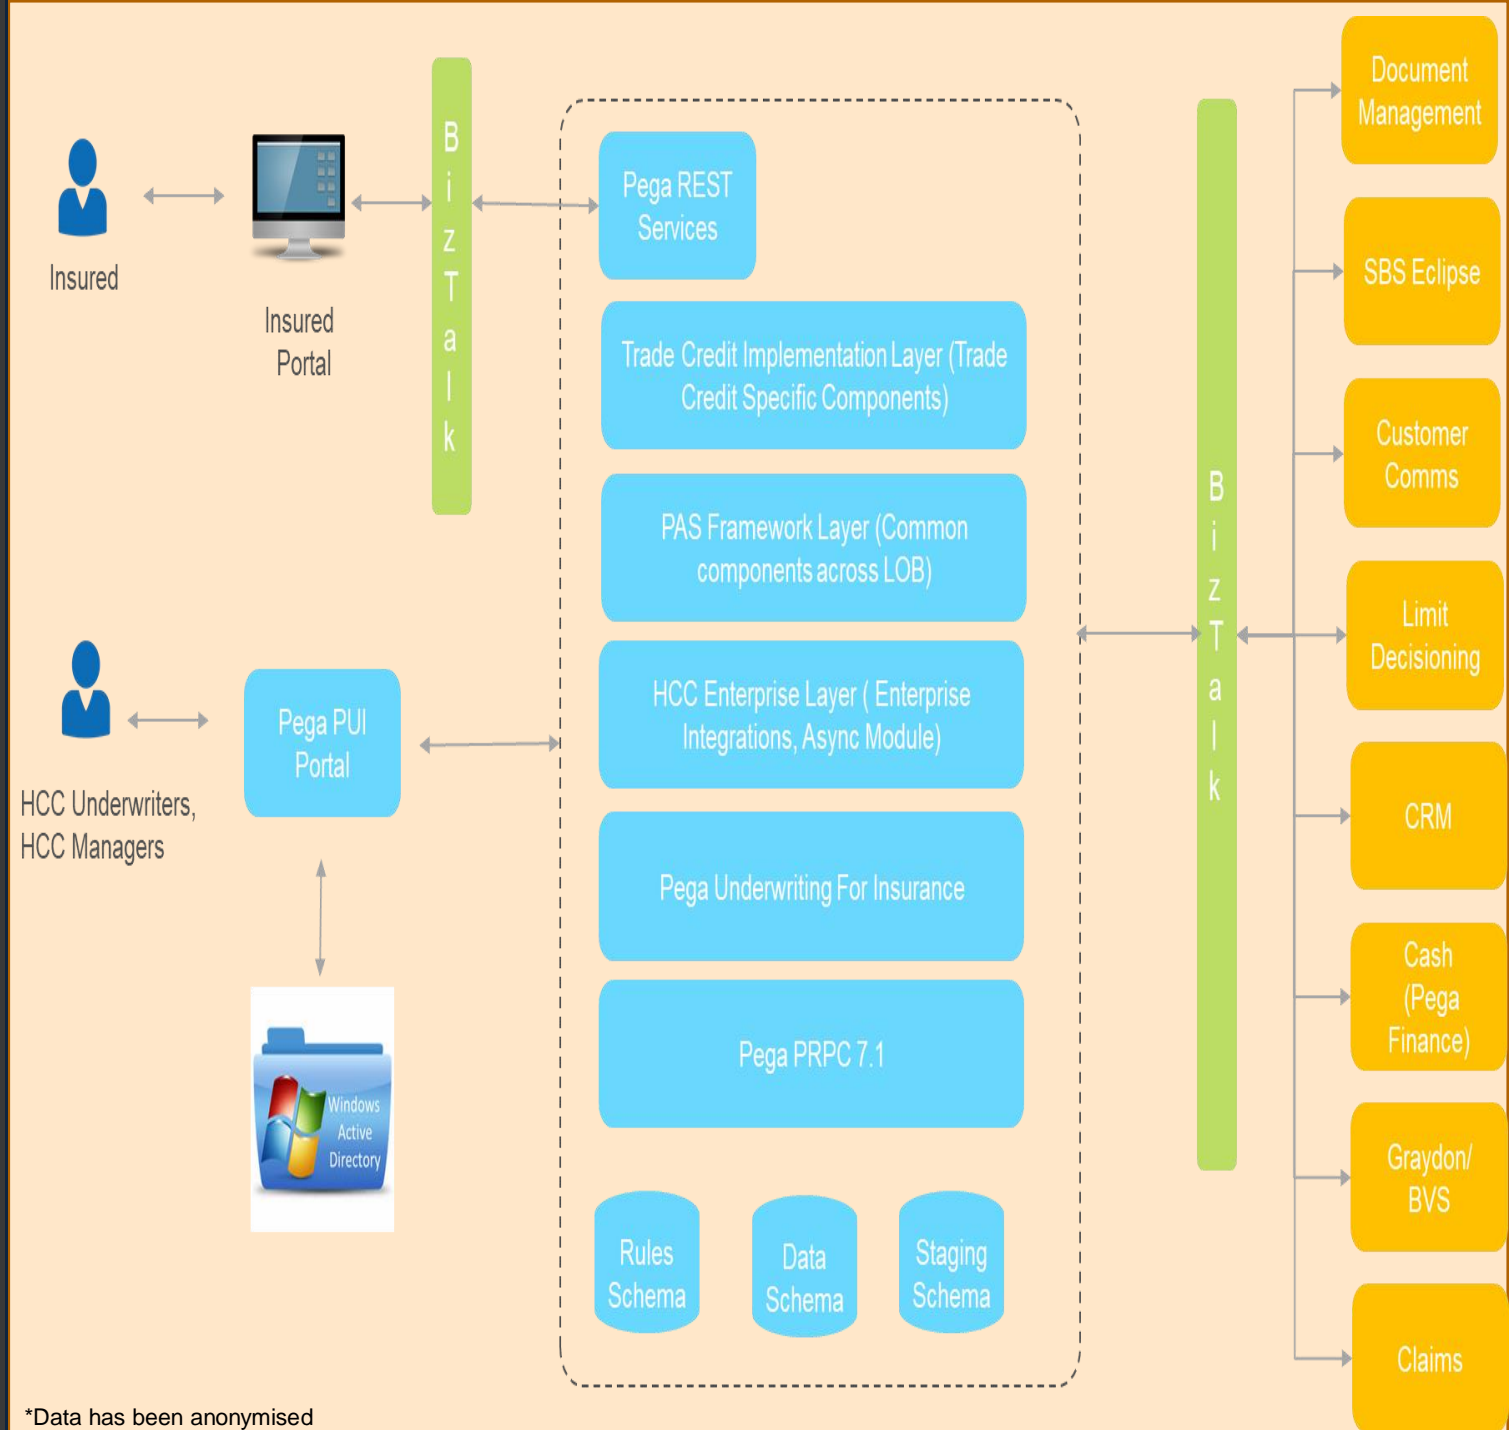 Insured
Insured
Portal
B
i
z
T
a
l
k
Pega REST
Services
Trade Credit Implementation Layer (Trade
Credit Specific Components)
PAS Framework Layer (Common
components across LOB)
HCC Enterprise Layer ( Enterprise
Integrations, Async Module)
Pega Underwriting For Insurance
Pega PRPC 7.1
Rules
Schema
Data
Schema
Staging
Schema
HCC Underwriters,
HCC Managers
Pega PUI
Portal
Windows
Active
Directory
B
i
z
T
a
l
k
Document
Management
SBS Eclipse
Customer
Comms
Limit
Decisioning
CRM
Cash
(Pega
Finance)
Graydon/
BVS
Claims
*Data has been anonymised